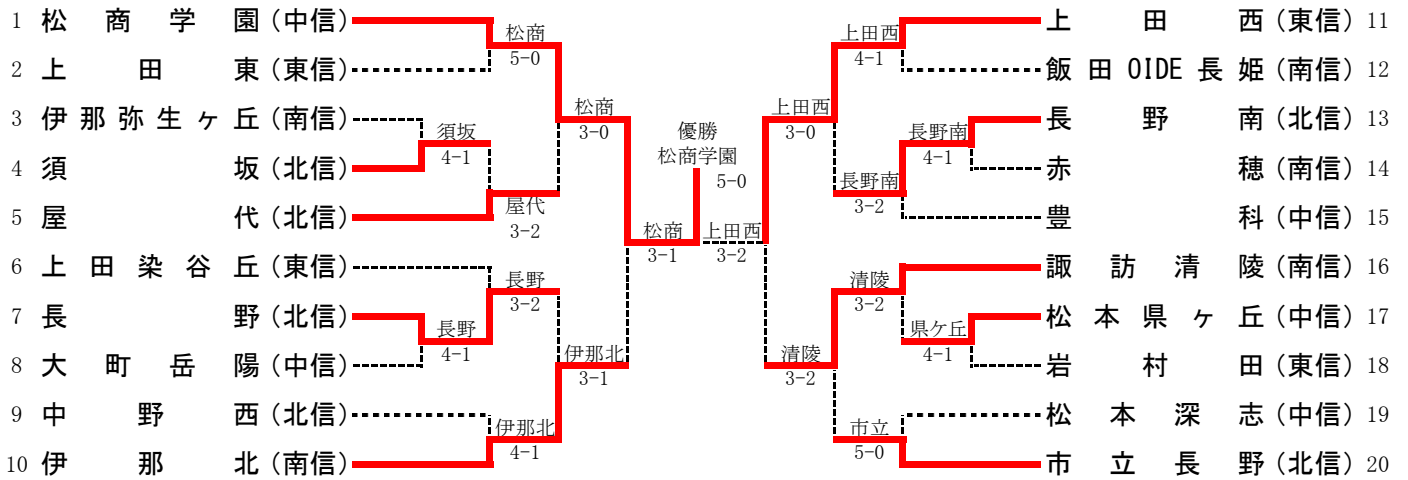 1 松商学園(中信)
2 上田東(東信)
3 伊那弥生ヶ丘(南信)
4 須坂(北信)
5 屋代(北信)
6 上田染谷丘(東信)
7 長野(北信)
8 大町岳陽(中信)
9 中野西(北信)
10 伊那北(南信)
松商
5-0
須坂
4-1
屋代
3-2
長野
3-2
長野
4-1
伊那北
4-1
松商
3-0
伊那北
3-1
松商
3-1
優勝
松商学園
5-0
上田西
3-2
上田西
3-0
清陵
3-2
上田西
4-1
長野南
4-1
長野南
3-2
清陵
3-2
県ケ丘
4-1
市立
5-0
上田西(東信) 11
飯田OIDE長姫(南信) 12
長野南(北信) 13
赤穂(南信) 14
豊科(中信) 15
諏訪清陵(南信) 16
松本県ヶ丘(中信) 17
岩村田(東信) 18
松本深志(中信) 19
市立長野(北信) 20